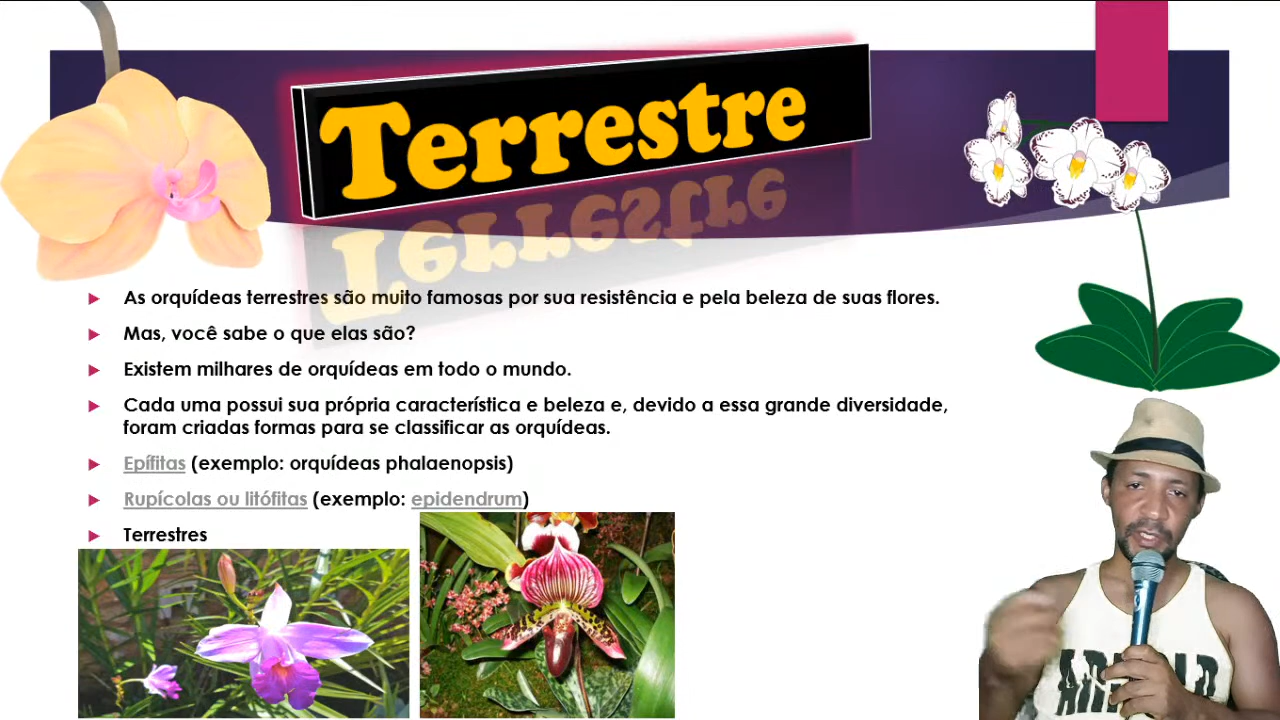 Terrestre
As orquídeas terrestres são muito famosas por sua resistência e pela beleza de suas flores.
Mas, você sabe o que elas são?
Existem milhares de orquídeas em todo o mundo.
Cada uma possui sua própria característica e beleza e, devido a essa grande diversidade,
foram criadas formas para se classificar as orquídeas.
Epífitas (exemplo: orquídeas phalaenopsis)
Rupícolas ou litófitas (exemplo: epidendrum)
Terrestres